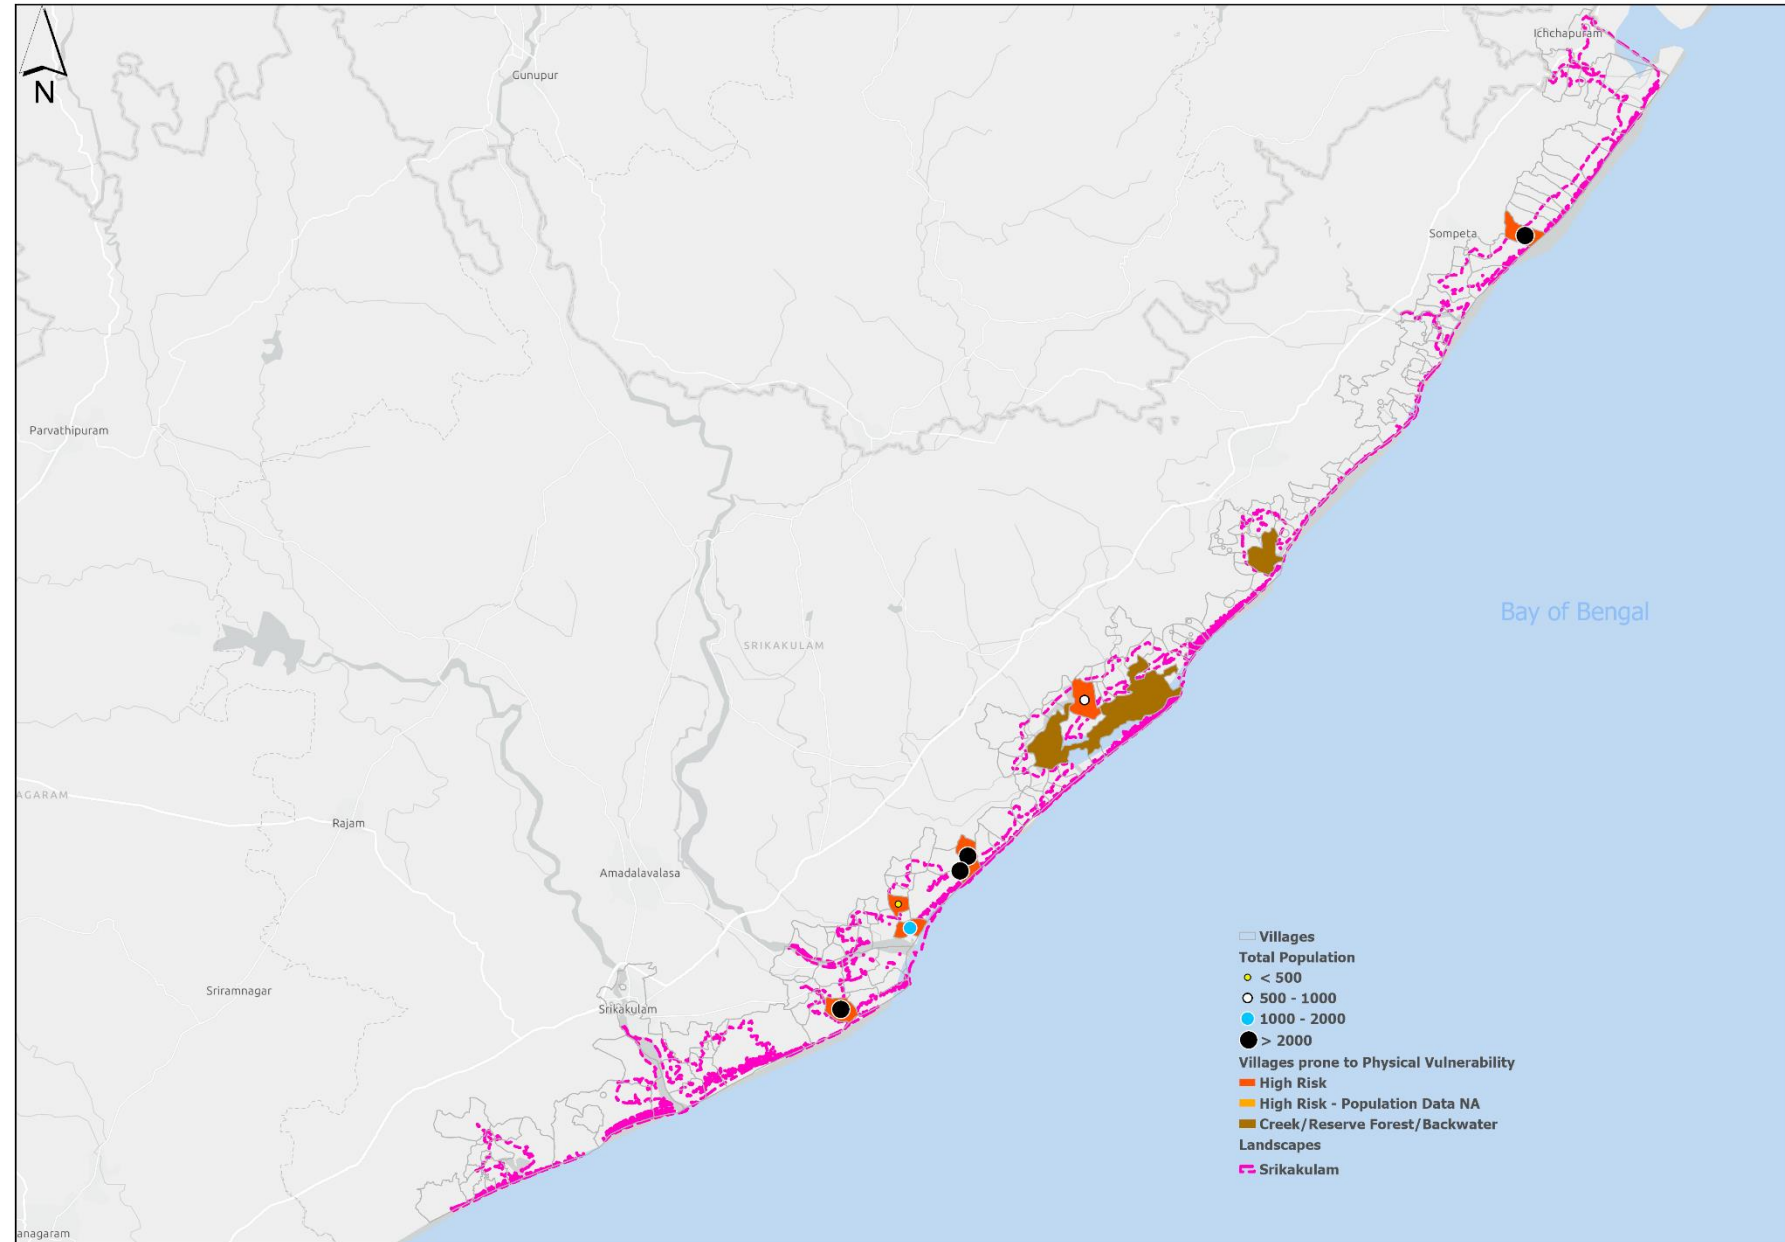 N
Gunupur
Ichchapuram
Sompeta
Parvathipuram
Bay of Bengal
SRIKAKULAM
AGARAM
Rajam
Amadalavalasa
Sriramnagar
Srikakulam
anagaram
Villages
Total Population
< 500
500 - 1000
1000 - 2000
> 2000
Villages prone to Physical Vulnerability
High Risk
High Risk - Population Data NA
Creek/Reserve Forest/Backwater
Landscapes
Srikakulam